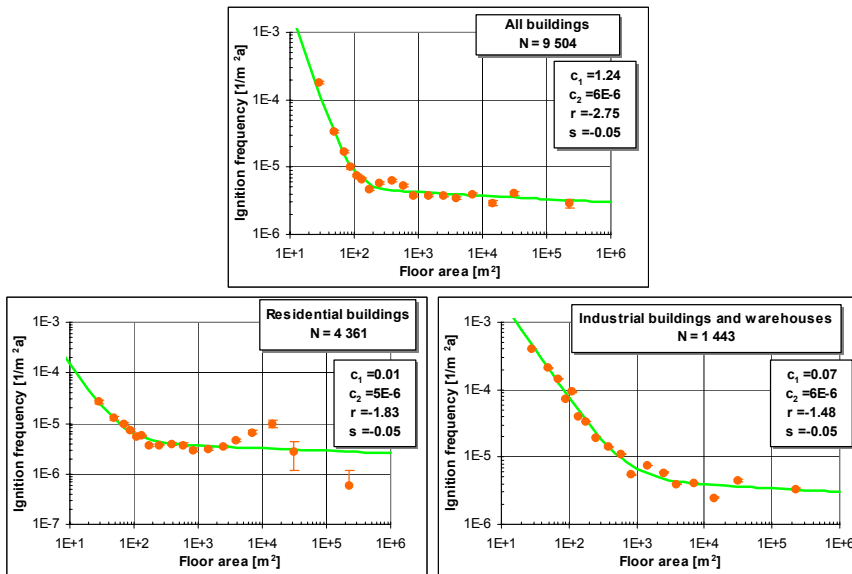 All buildings
N = 9 504
c₁ =1.24
c₂ =6E-6
r =-2.75
s =-0.05
Ignition frequency [1/m²a]
1E-3
1E-4
1E-5
1E-6
1E+1 1E+2 1E+3 1E+4 1E+5 1E+6
Floor area [m²]
Residential buildings
N = 4 361
c₁ =0.01
c₂ =5E-6
r =-1.83
s =-0.05
Ignition frequency [1/m²a]
1E-3
1E-4
1E-5
1E-6
1E-7
1E+1 1E+2 1E+3 1E+4 1E+5 1E+6
Floor area [m²]
Industrial buildings and warehouses
N = 1 443
c₁ =0.07
c₂ =6E-6
r =-1.48
s =-0.05
Ignition frequency [1/m²a]
1E-3
1E-4
1E-5
1E-6
1E+1 1E+2 1E+3 1E+4 1E+5 1E+6
Floor area [m²]